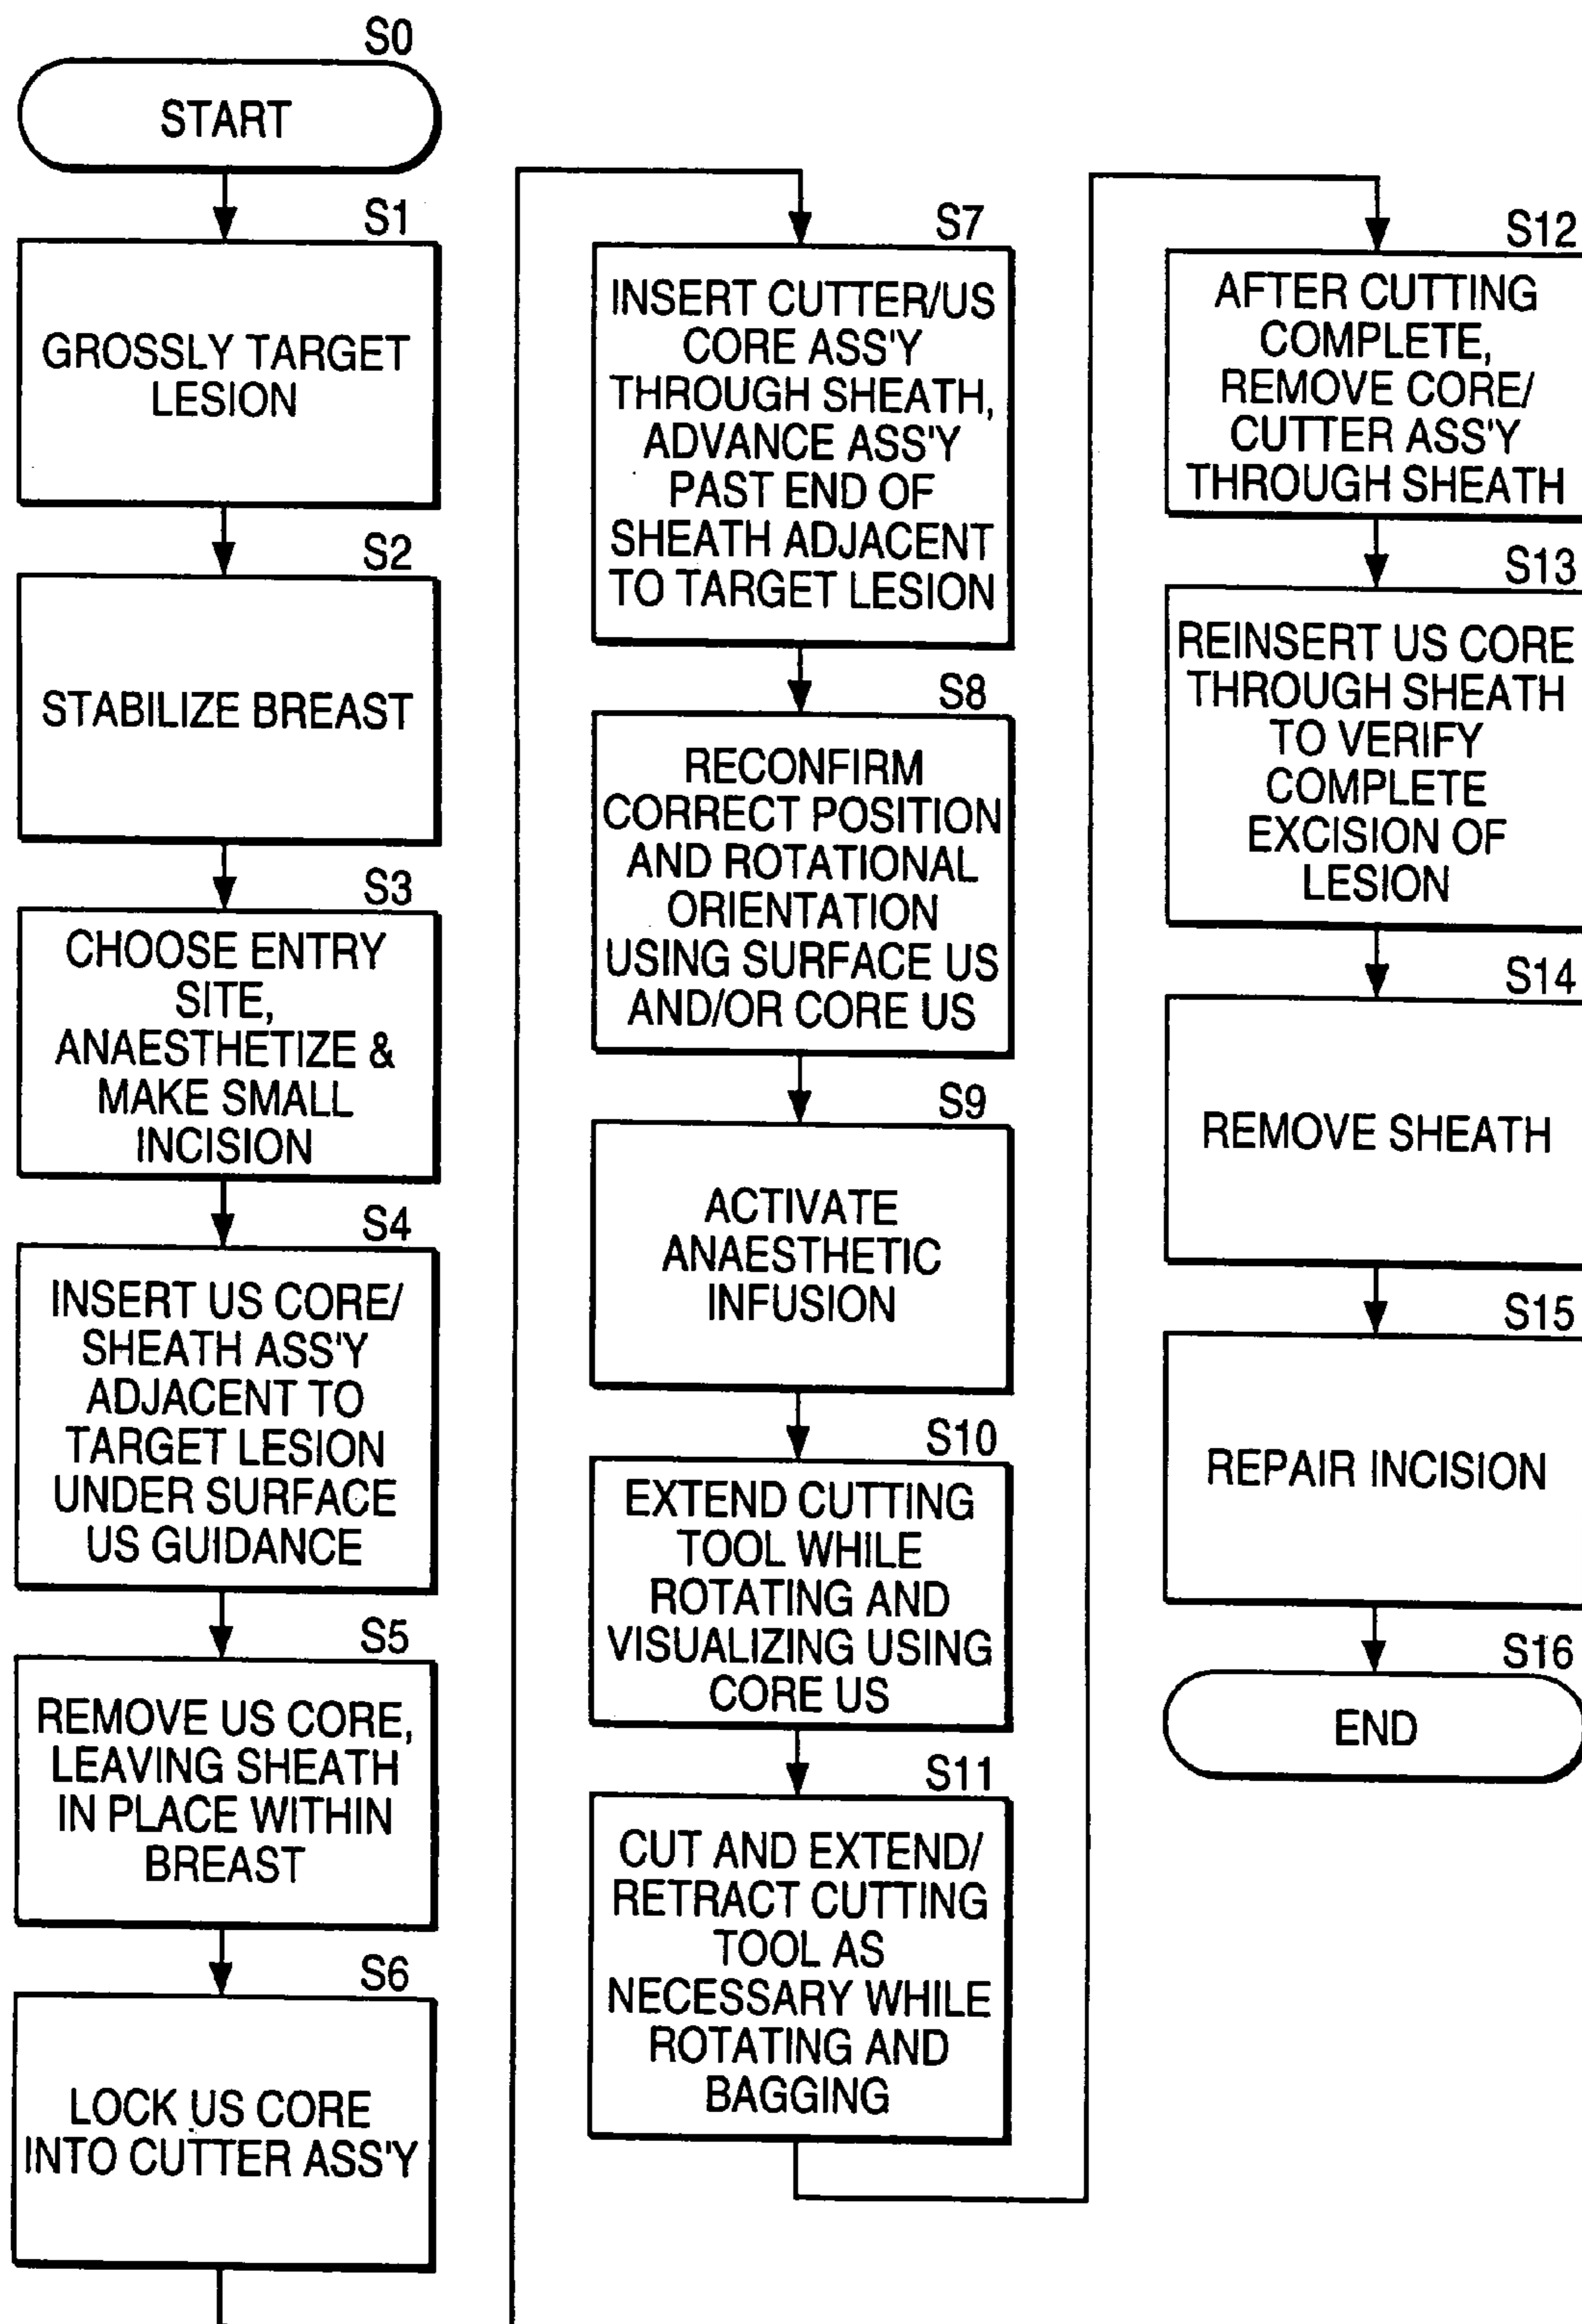 S0
START
S1
GROSSLY TARGET
LESION
S2
STABILIZE BREAST
S3
CHOOSE ENTRY
SITE,
ANAESTHETIZE &
MAKE SMALL
INCISION
S4
INSERT US CORE/
SHEATH ASS'Y
ADJACENT TO
TARGET LESION
UNDER SURFACE
US GUIDANCE
S5
REMOVE US CORE,
LEAVING SHEATH
IN PLACE WITHIN
BREAST
S6
LOCK US CORE
INTO CUTTER ASS'Y
S7
INSERT CUTTER/US
CORE ASS'Y
THROUGH SHEATH,
ADVANCE ASS'Y
PAST END OF
SHEATH ADJACENT
TO TARGET LESION
S8
RECONFIRM
CORRECT POSITION
AND ROTATIONAL
ORIENTATION
USING SURFACE US
AND/OR CORE US
S9
ACTIVATE
ANAESTHETIC
INFUSION
S10
EXTEND CUTTING
TOOL WHILE
ROTATING AND
VISUALIZING USING
CORE US
S11
CUT AND EXTEND/
RETRACT CUTTING
TOOL AS
NECESSARY WHILE
ROTATING AND
BAGGING
S12
AFTER CUTTING
COMPLETE,
REMOVE CORE/
CUTTER ASS'Y
THROUGH SHEATH
S13
REINSERT US CORE
THROUGH SHEATH
TO VERIFY
COMPLETE
EXCISION OF
LESION
S14
REMOVE SHEATH
S15
REPAIR INCISION
S16
END